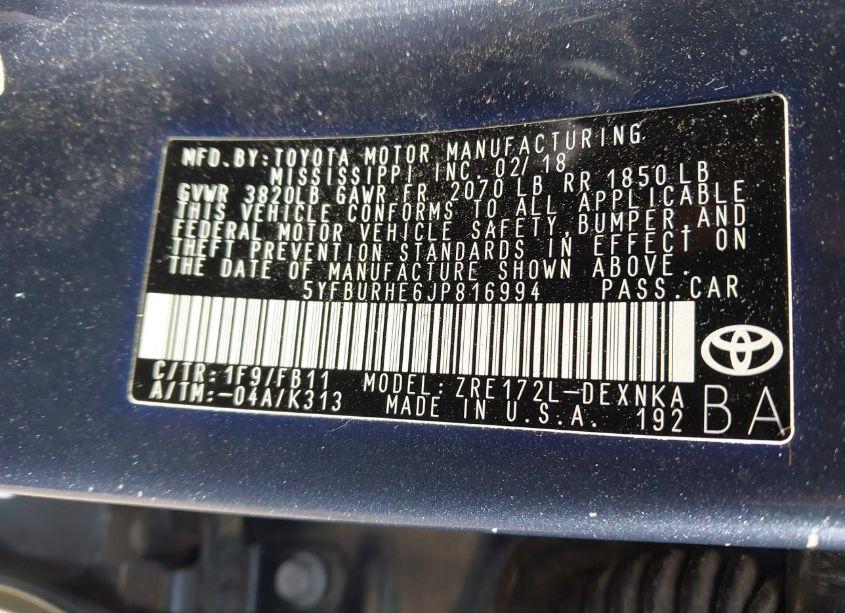 MFD.BY:TOYOTA MOTOR MANUFACTURING
MISSISSIPPI INC. 02/18
GVWR 3820LB GAWR FR 2070 LB RR 1850 LB
THIS VEHICLE CONFORMS TO ALL APPLICABLE
FEDERAL MOTOR VEHICLE SAFETY,BUMPER,AND
THEFT PREVENTION STANDARDS IN EFFECT ON
THE DATE OF MANUFACTURE SHOWN ABOVE.
5YFBURHE6JP816994 PASS.CAR
C/TR:1F9/FB11 MODEL:ZRE172L-DEXNKA
A/TM:-04A/K313 MADE IN U.S.A. 192 BA